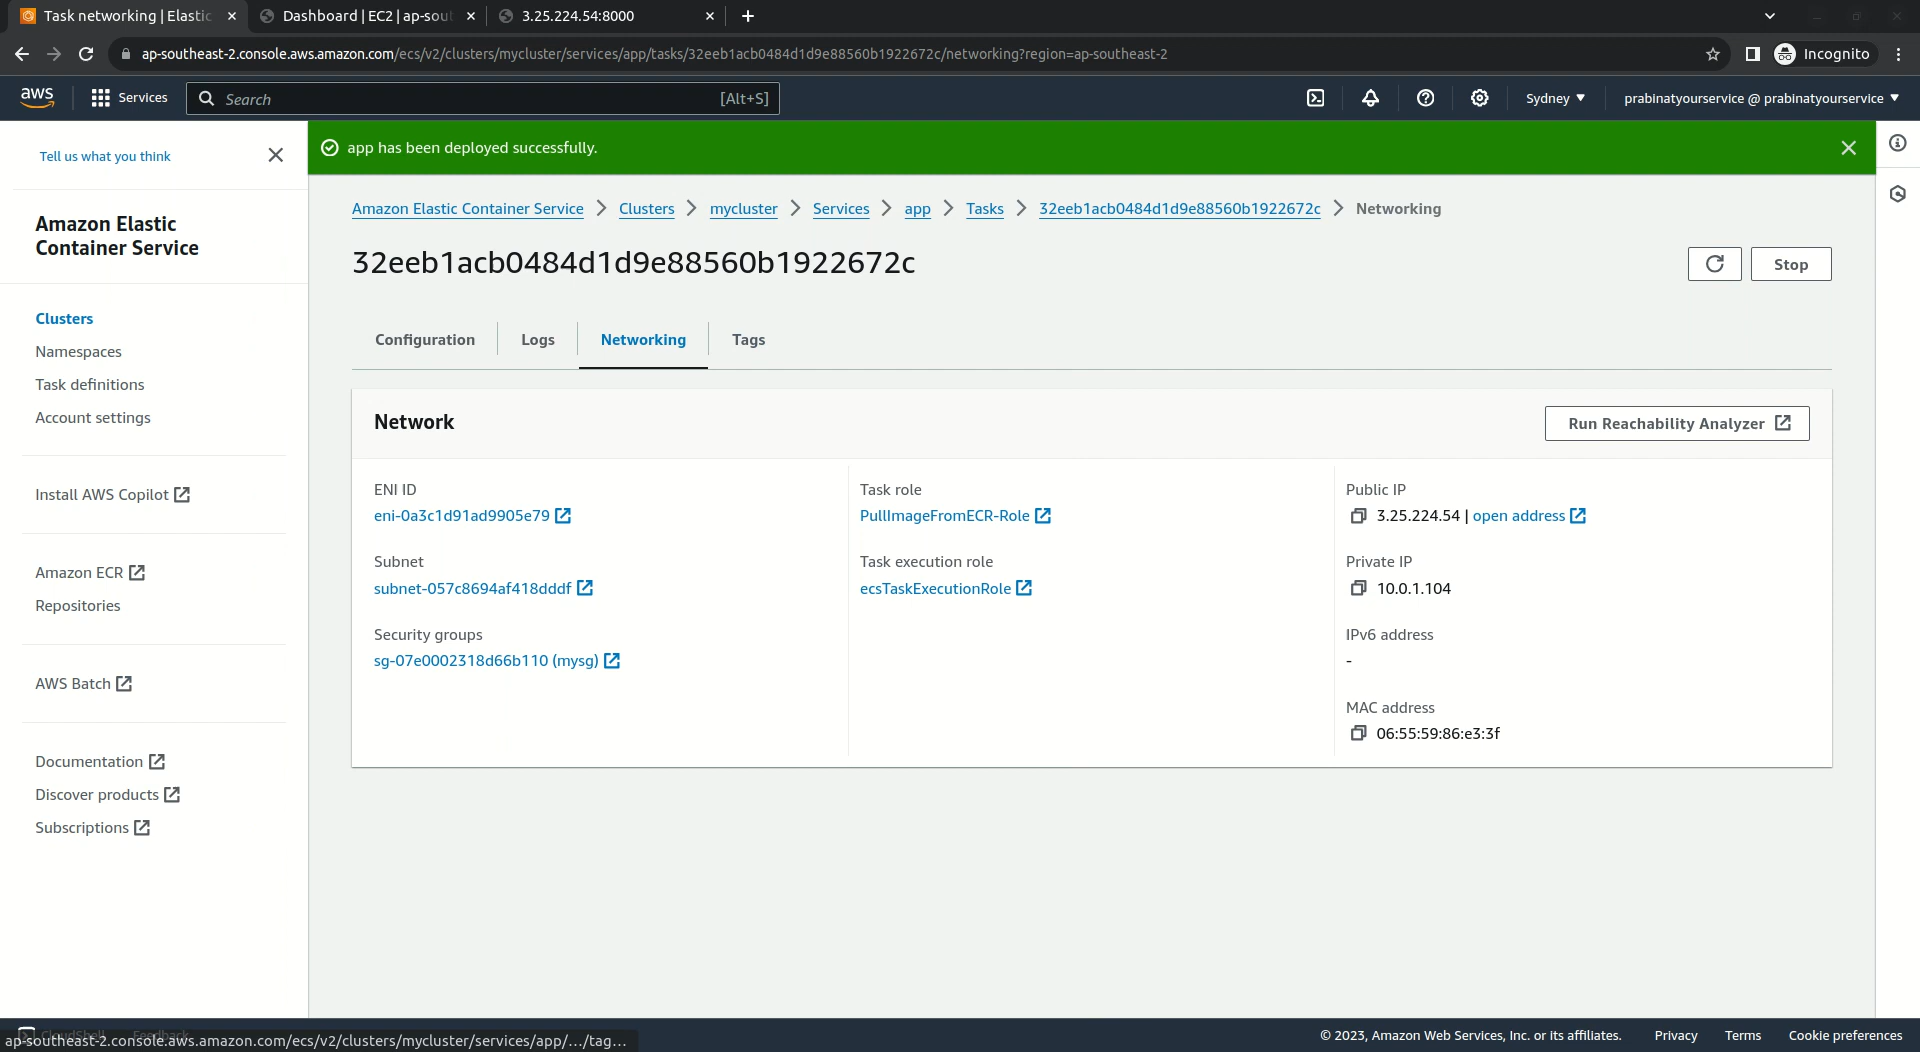 Task networking | Elastic
Dashboard | EC2 | ap-sout
3.25.224.54:8000
ap-southeast-2.console.aws.amazon.com/ecs/v2/clusters/mycluster/services/app/tasks/32eeb1acb0484d1d9e88560b1922672c/networking?region=ap-southeast-2
Incognito
aws
Services
Search
[Alt+S]
Sydney
prabinatyourservice @ prabinatyourservice
Tell us what you think
app has been deployed successfully.
Amazon Elastic Container Service
Clusters
mycluster
Services
app
Tasks
32eeb1acb0484d1d9e88560b1922672c
Networking
Amazon Elastic
Container Service
32eeb1acb0484d1d9e88560b1922672c
Stop
Clusters
Namespaces
Task definitions
Account settings
Install AWS Copilot
Amazon ECR
Repositories
AWS Batch
Documentation
Discover products
Subscriptions
Configuration
Logs
Networking
Tags
Network
Run Reachability Analyzer
ENI ID
eni-0a3c1d91ad9905e79
Subnet
subnet-057c8694af418dddf
Security groups
sg-07e0002318d66b110 (mysg)
Task role
PullImageFromECR-Role
Task execution role
ecsTaskExecutionRole
Public IP
3.25.224.54 | open address
Private IP
10.0.1.104
IPv6 address
-
MAC address
06:55:59:86:e3:3f
CloudShell
Feedback
ap-southeast-2.console.aws.amazon.com/ecs/v2/clusters/mycluster/services/app/.../tag...
© 2023, Amazon Web Services, Inc. or its affiliates.
Privacy
Terms
Cookie preferences